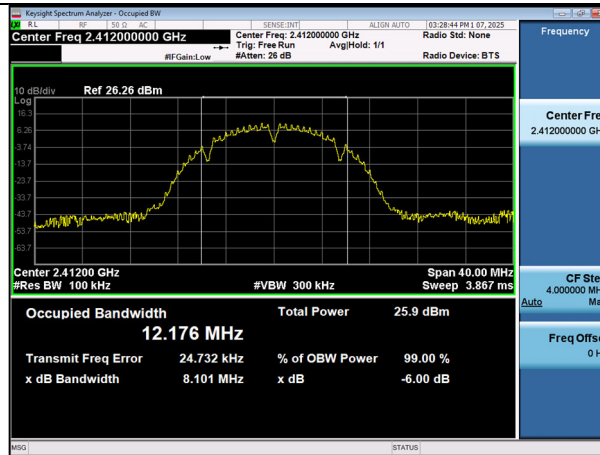 Keysight Spectrum Analyzer - Occupied BW
RL RF 50 Ω AC SENSE:INT ALIGN AUTO 03:28:44 PM 1 07, 2025
Center Freq 2.412000000 GHz
Center Freq: 2.412000000 GHz Radio Std: None
Trig: Free Run Avg|Hold: 1/1
#IFGain:Low #Atten: 26 dB Radio Device: BTS
Frequency
10 dB/div Ref 26.26 dBm
Log
16.3
6.26
-3.74
-13.7
-23.7
-33.7
-43.7
-53.7
-63.7
Center 2.41200 GHz Span 40.00 MHz
#Res BW 100 kHz #VBW 300 kHz Sweep 3.867 ms
Occupied Bandwidth Total Power 25.9 dBm
12.176 MHz
Transmit Freq Error 24.732 kHz % of OBW Power 99.00 %
x dB Bandwidth 8.101 MHz x dB -6.00 dB
Center Fre
2.412000000 GH
CF Ste
4.000000 MH
Auto Ma
Freq Offse
0 H
MSG STATUS